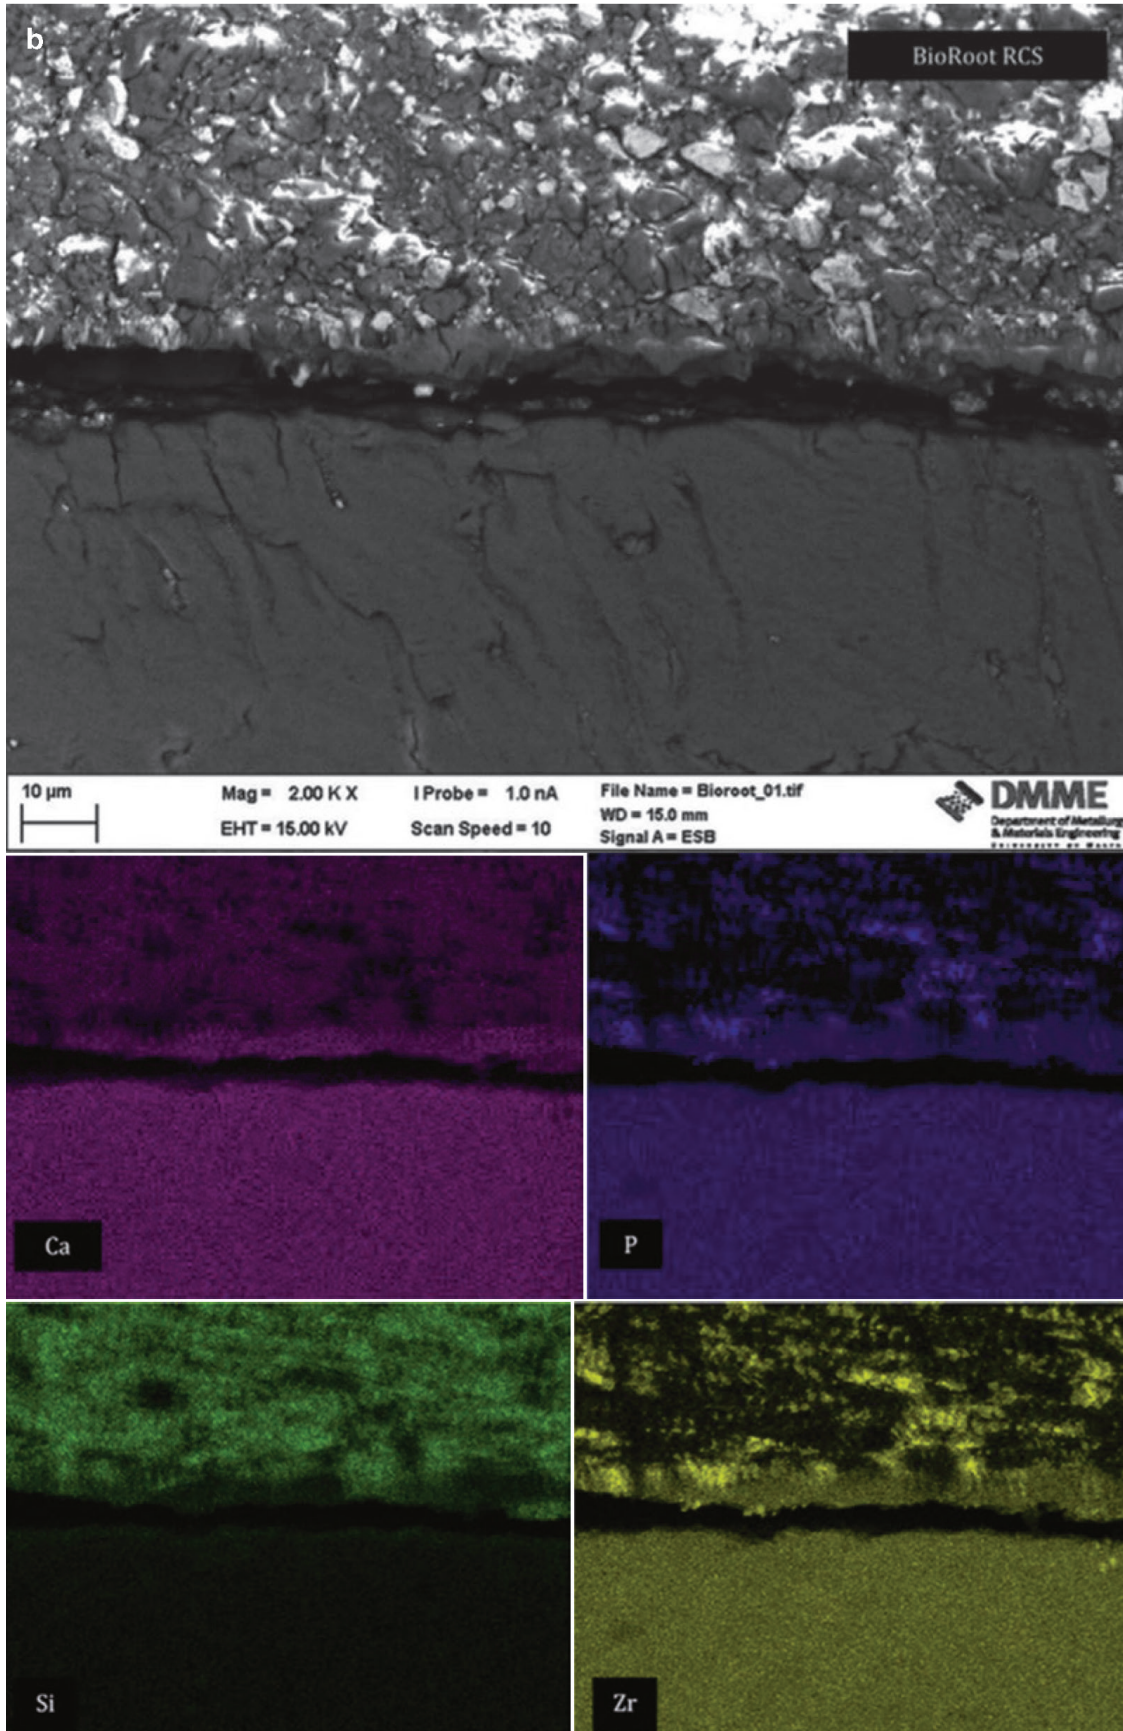 b
BioRoot RCS
10 µm
Mag = 2.00 K X
I Probe = 1.0 nA
File Name = Bioroot_01.tif
EHT = 15.00 kV
Scan Speed = 10
WD = 15.0 mm
Signal A = ESB
DMME
Department of Metallurg
& Materials Engineering
Ca
P
Si
Zr